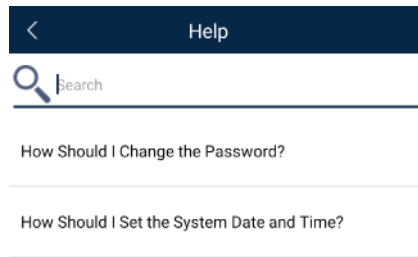 Help
Search
How Should I Change the Password?
How Should I Set the System Date and Time?